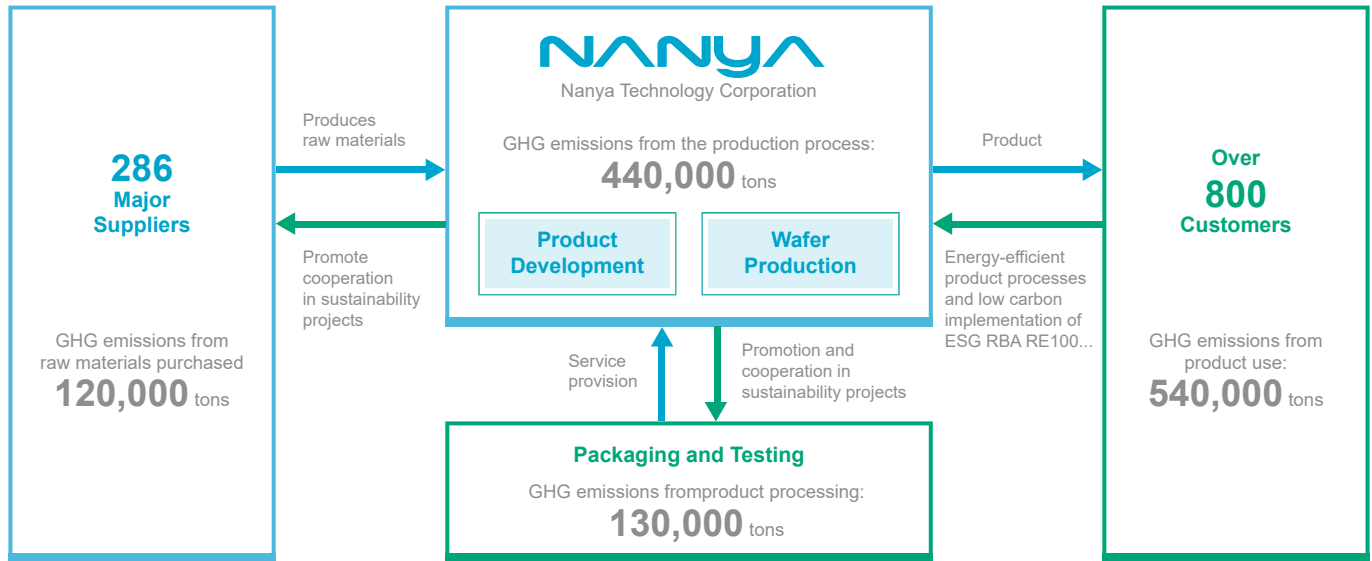 286
Major
Suppliers
GHG emissions from
raw materials purchased
120,000 tons
Produces
raw materials
Promote
cooperation
in sustainability
projects
NANYA
Nanya Technology Corporation
GHG emissions from the production process:
440,000 tons
Product
Development
Wafer
Production
Service
provision
Promotion and
cooperation in
sustainability projects
Packaging and Testing
GHG emissions fromproduct processing:
130,000 tons
Product
Energy-efficient
product processes
and low carbon
implementation of
ESG RBA RE100...
Over
800
Customers
GHG emissions from
product use:
540,000 tons